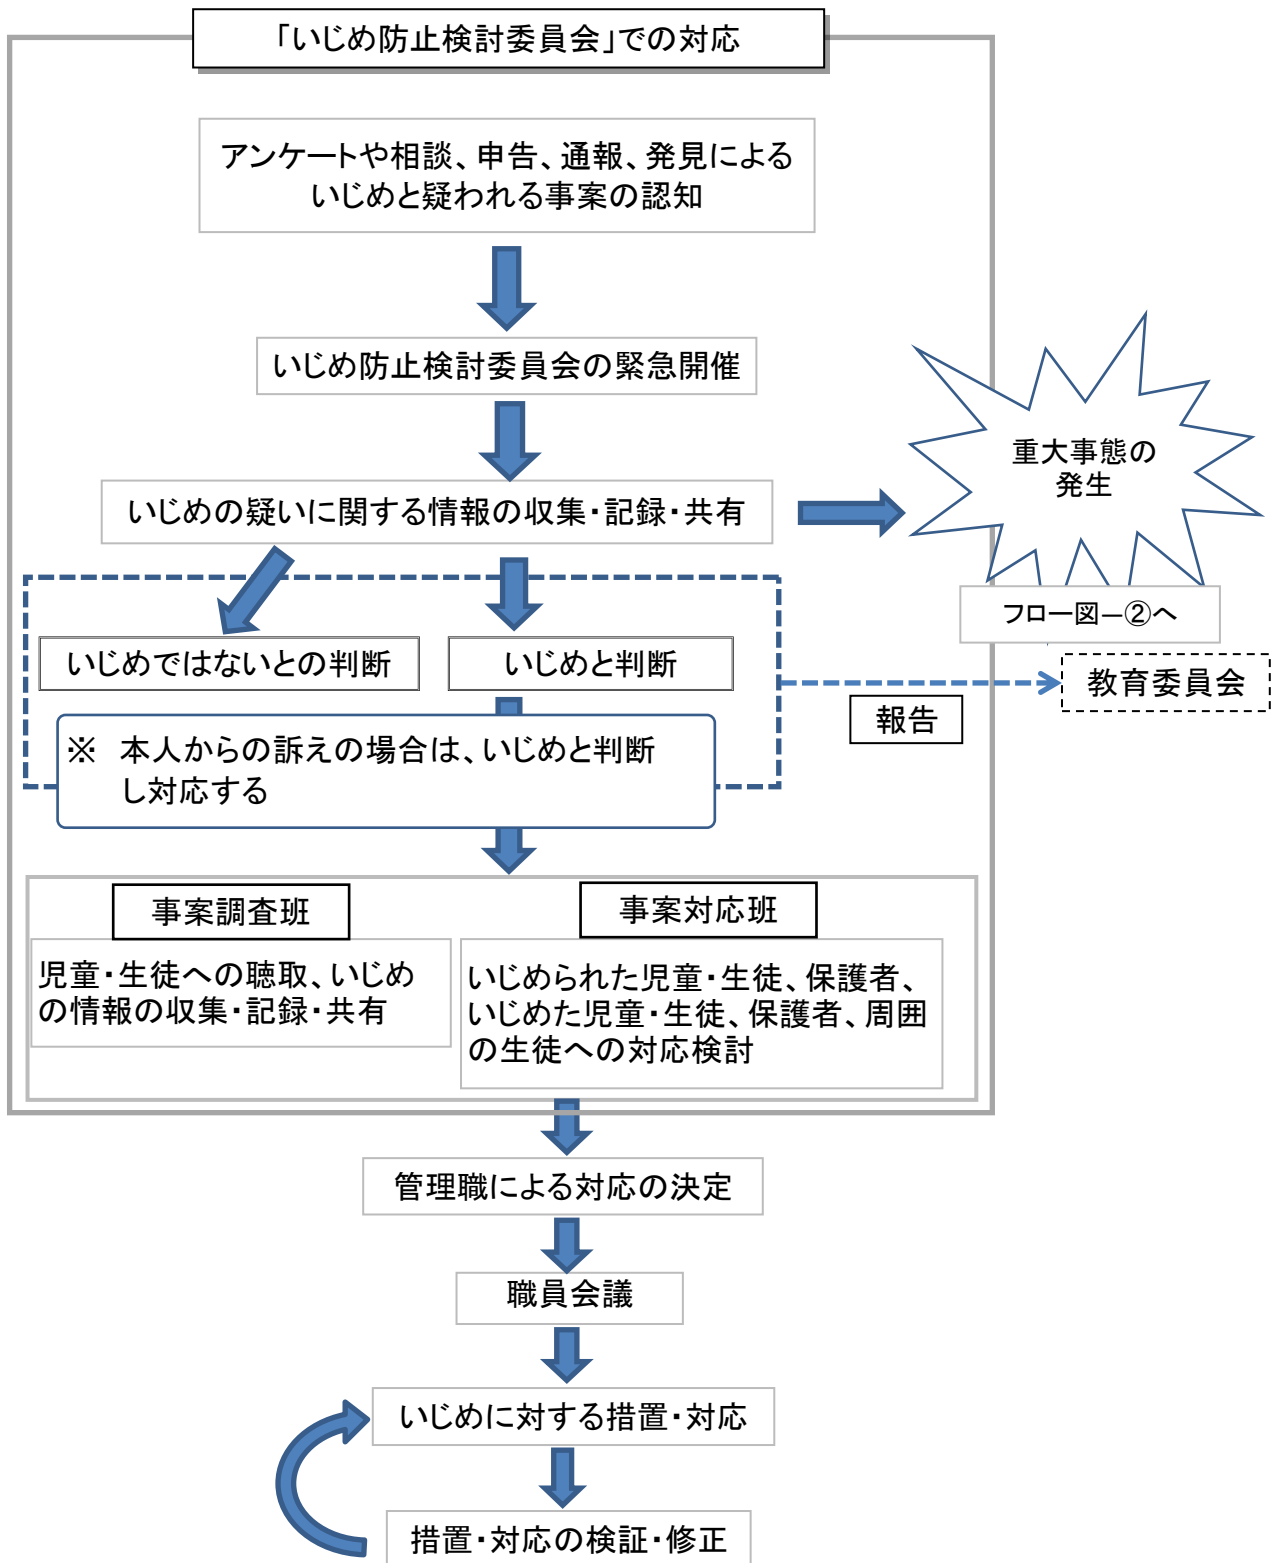 「いじめ防止検討委員会」での対応
アンケートや相談、申告、通報、発見による
いじめと疑われる事案の認知
いじめ防止検討委員会の緊急開催
重大事態の
発生
いじめの疑いに関する情報の収集・記録・共有
フロー図―②へ
いじめではないとの判断
いじめと判断
教育委員会
報告
※　本人からの訴えの場合は、いじめと判断
し対応する
事案調査班
児童・生徒への聴取、いじめ
の情報の収集・記録・共有
事案対応班
いじめられた児童・生徒、保護者、
いじめた児童・生徒、保護者、周囲
の生徒への対応検討
管理職による対応の決定
職員会議
いじめに対する措置・対応
措置・対応の検証・修正